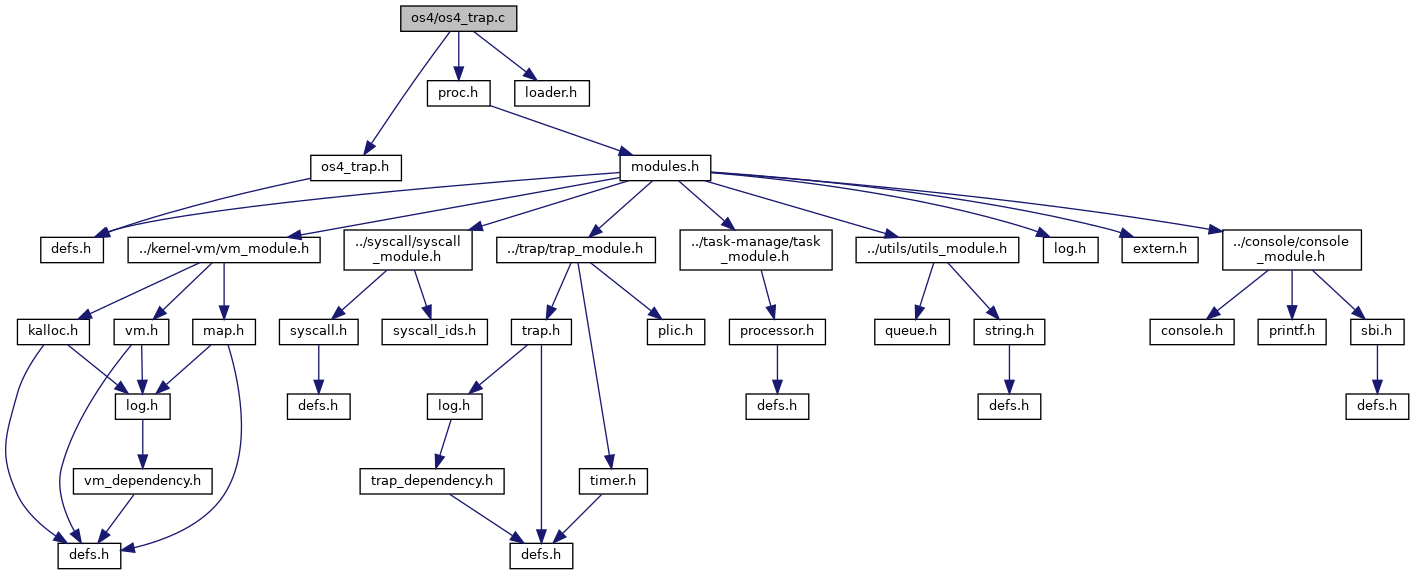 os4/os4_trap.c
proc.h
loader.h
os4_trap.h
modules.h
defs.h
../kernel-vm/vm_module.h
../syscall/syscall
_module.h
../trap/trap_module.h
../task-manage/task
_module.h
../utils/utils_module.h
log.h
extern.h
../console/console
_module.h
kalloc.h
vm.h
map.h
syscall.h
syscall_ids.h
trap.h
plic.h
processor.h
queue.h
string.h
console.h
printf.h
sbi.h
log.h
defs.h
log.h
defs.h
defs.h
defs.h
vm_dependency.h
trap_dependency.h
timer.h
defs.h
defs.h